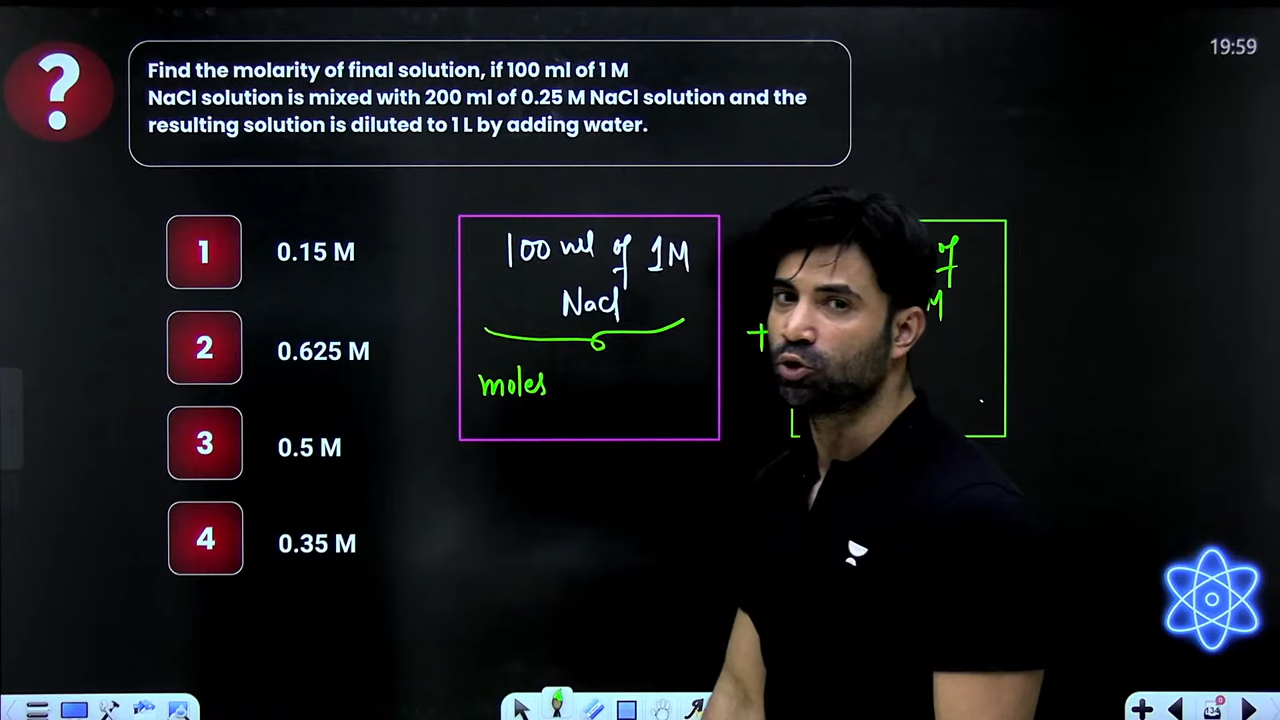 19:59
?
Find the molarity of final solution, if 100 ml of 1 M
NaCl solution is mixed with 200 ml of 0.25 M NaCl solution and the
resulting solution is diluted to 1 L by adding water.
1 0.15 M
2 0.625 M
3 0.5 M
4 0.35 M
100 ml of 1M
NaCl
moles
+
of
M